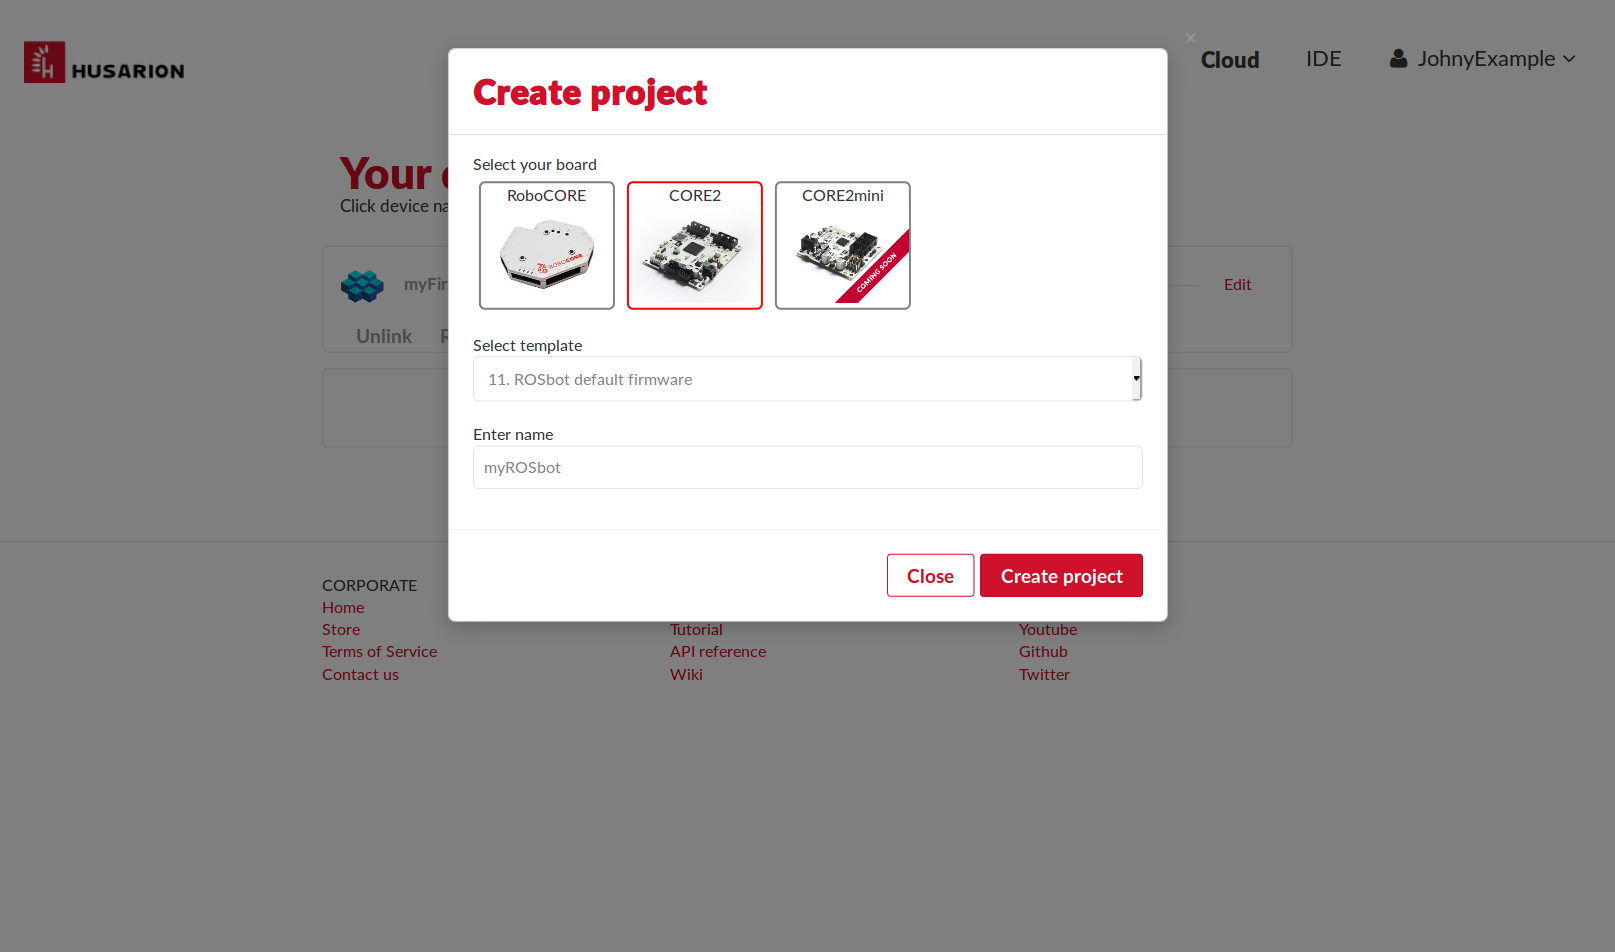 HUSARION
Cloud
IDE
JohnyExample
×
Create project
Your
Click device na
Select your board
RoboCORE
CORE2
CORE2mini
ROBOCORE
COMING SOON
myFir
Edit
Unlink
Select template
11. ROSbot default firmware
Enter name
myROSbot
Close
Create project
CORPORATE
Home
Store
Tutorial
Youtube
Terms of Service
API reference
Github
Contact us
Wiki
Twitter